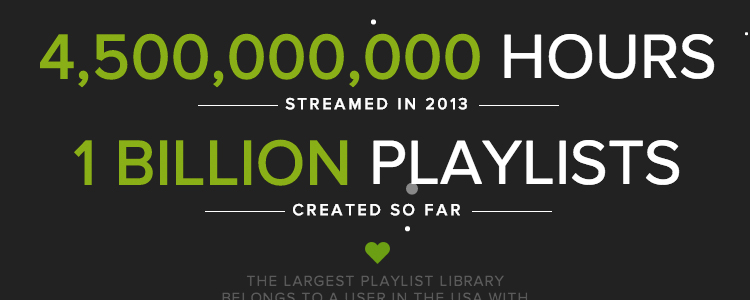 4,500,000,000 HOURS
STREAMED IN 2013
1 BILLION PLAYLISTS
CREATED SO FAR
THE LARGEST PLAYLIST LIBRARY
BELONGS TO A USER IN THE USA WITH